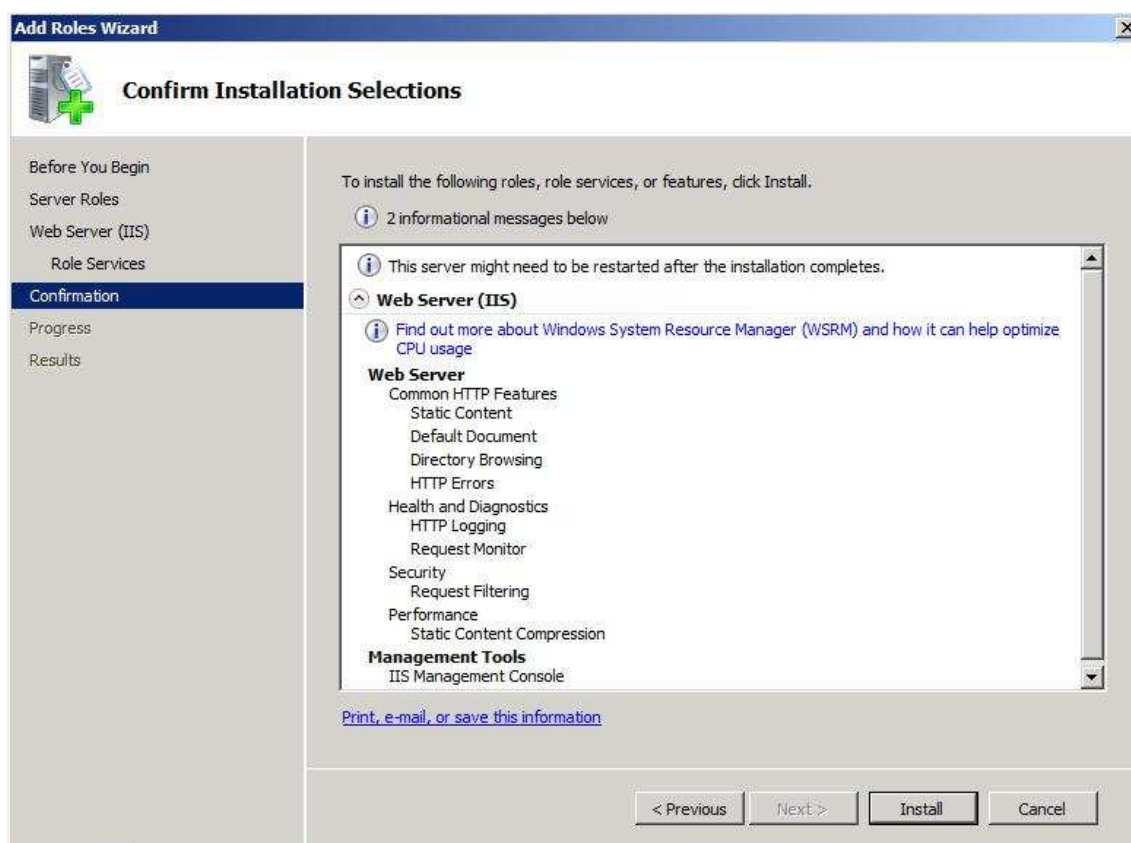 Add Roles Wizard
Confirm Installation Selections
Before You Begin
Server Roles
Web Server (IIS)
Role Services
Confirmation
Progress
Results
To install the following roles, role services, or features, click Install.
2 informational messages below
This server might need to be restarted after the installation completes.
Web Server (IIS)
Find out more about Windows System Resource Manager (WSRM) and how it can help optimize
CPU usage
Web Server
Common HTTP Features
Static Content
Default Document
Directory Browsing
HTTP Errors
Health and Diagnostics
HTTP Logging
Request Monitor
Security
Request Filtering
Performance
Static Content Compression
Management Tools
IIS Management Console
Print, e-mail, or save this information
< Previous
Next >
Install
Cancel